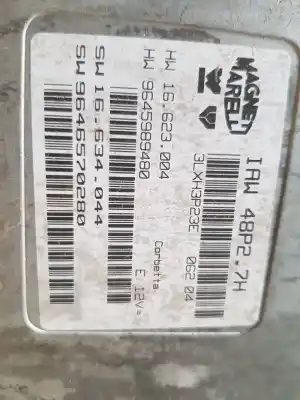 MAGNETI
MARELLI
IAW 48P2.7H
3LXH3P23E 062 04
HW 16.623.004
HW 9645989480
Corbetta E 12V=
SW 16.634.044
SW 9646570280